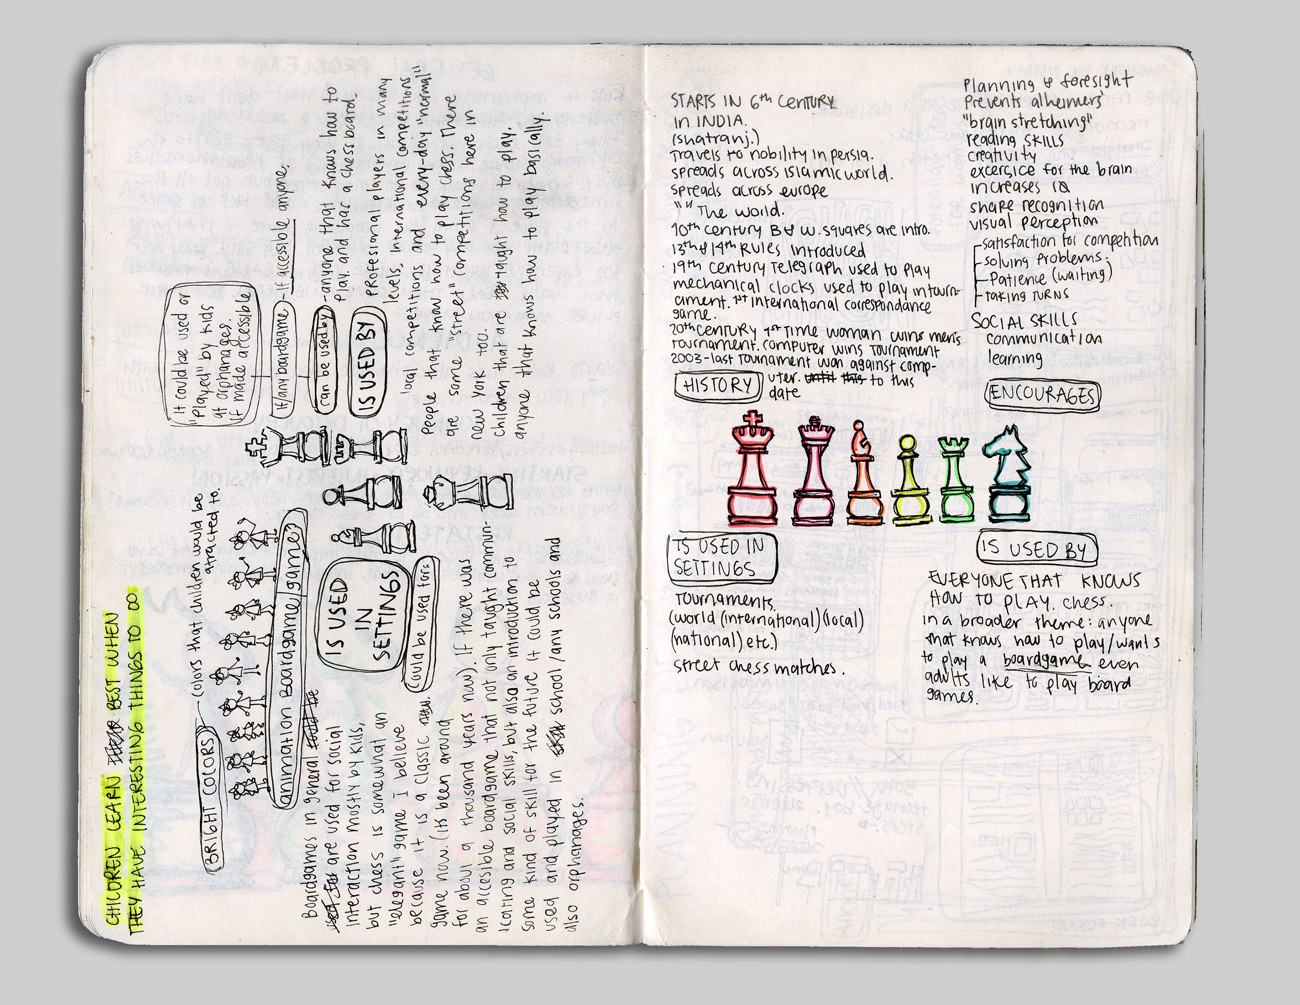 CHILDREN LEARN BEST WHEN
THEY HAVE INTERESTING THINGS TO DO.
BRIGHT COLORS
colors that children would be
attracted to.
animation Boardgame/game
IS USED
IN
SETTINGS
Could be used for:
Boardgames in general
are used for social
interaction mostly by kids,
but chess is somewhat an
"elegant" game I believe
because it is a classic
game now. (its been around
for about a thousand years now). If there was
an accesible boardgame that not only taught commun-
icating and social skills, but also an introduction to
some kind of skill for the future it could be
used and played in school/any schools and
also orphanages.
it could be used or
"Played" by kids
at orphanages.
if made accessible
if/any boardgame
-if accessible anyone.
can be used by
-anyone that knows how to
play. and has a chessboard.
IS USED BY
Profesional players in many
levels, international competitions
local competitions and every-day "normal"
People that know how to play chess. There
are some "street" competitions here in
new york too.
Children that are taught how to play.
anyone that knows how to play basically.
STARTS IN 6th CENTURY
in INDIA.
(shatranj.)
Travels to nobility in persia.
spreads across islamic world.
spreads across europe
"" The world.
10th century B & W. squares are intro.
13th & 14th RULES introduced
19th century Telegraph used to play
mechanical clocks used to play in tourn-
ament. 1st international correspondance
game.
20th CENTURY 1st Time woman wins men's
tournament. computer wins tournament
2003-last tournament won against comp-
uter. until this to this
date
HISTORY
Planning & foresight
Prevents alheimers'
"brain stretching"
reading SKILLS
creativity
excercise for the brain
increases IQ
share recognition
visual perception
-satisfaction for competition
-solving Problems.
-Patience (waiting)
-taking TURNS
SOCIAL SKILLS
communication
learning
ENCOURAGES
IS USED IN
SETTINGS
Tournaments.
(world (international) (local)
(national) etc.)
street chess matches.
IS USED BY
EVERYONE THAT KNOWS
HOW TO PLAY. chess.
in a broader theme: anyone
that knows how to play/wants
to play a boardgame even
adults like to play board
games.